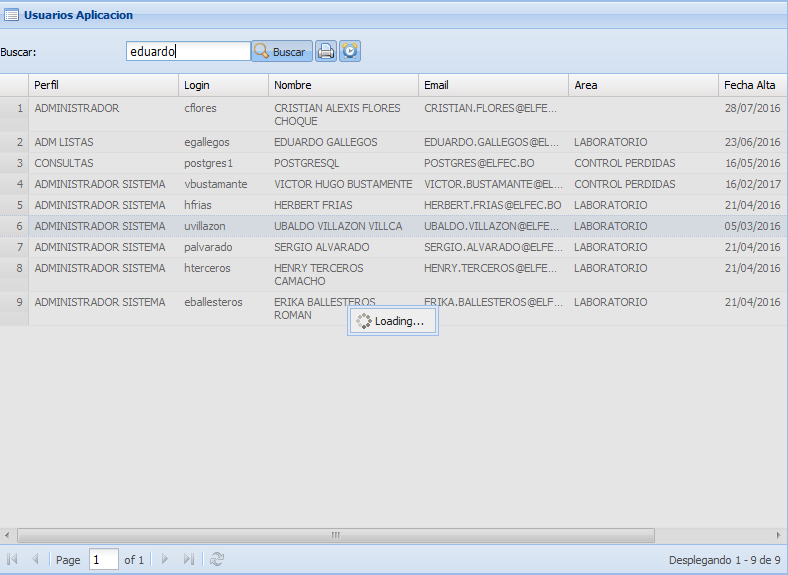 Usuarios Aplicacion
Buscar: eduardo Buscar
Perfil Login Nombre Email Area Fecha Alta
1 ADMINISTRADOR cflores CRISTIAN ALEXIS FLORES CRISTIAN.FLORES@ELFE... 28/07/2016
CHOQUE
2 ADM LISTAS egallegos EDUARDO GALLEGOS EDUARDO.GALLEGOS@EL... LABORATORIO 23/06/2016
3 CONSULTAS postgres1 POSTGRESQL POSTGRES@ELFEC.BO CONTROL PERDIDAS 16/05/2016
4 ADMINISTRADOR SISTEMA vbustamante VICTOR HUGO BUSTAMENTE VICTOR.BUSTAMANTE@EL... CONTROL PERDIDAS 16/02/2017
5 ADMINISTRADOR SISTEMA hfrias HERBERT FRIAS HERBERT.FRIAS@ELFEC.BO LABORATORIO 21/04/2016
6 ADMINISTRADOR SISTEMA uvillazon UBALDO VILLAZON VILLCA UBALDO.VILLAZON@ELFE... LABORATORIO 05/03/2016
7 ADMINISTRADOR SISTEMA palvarado SERGIO ALVARADO SERGIO.ALVARADO@ELFE... LABORATORIO 21/04/2016
8 ADMINISTRADOR SISTEMA hterceros HENRY TERCEROS HENRY.TERCEROS@ELFE... LABORATORIO 21/04/2016
CAMACHO
9 ADMINISTRADOR SISTEMA eballesteros ERIKA BALLESTEROS ERIKA.BALLESTEROS@ELF... LABORATORIO 21/04/2016
ROMAN
Loading...
Page 1 of 1 Desplegando 1 - 9 de 9